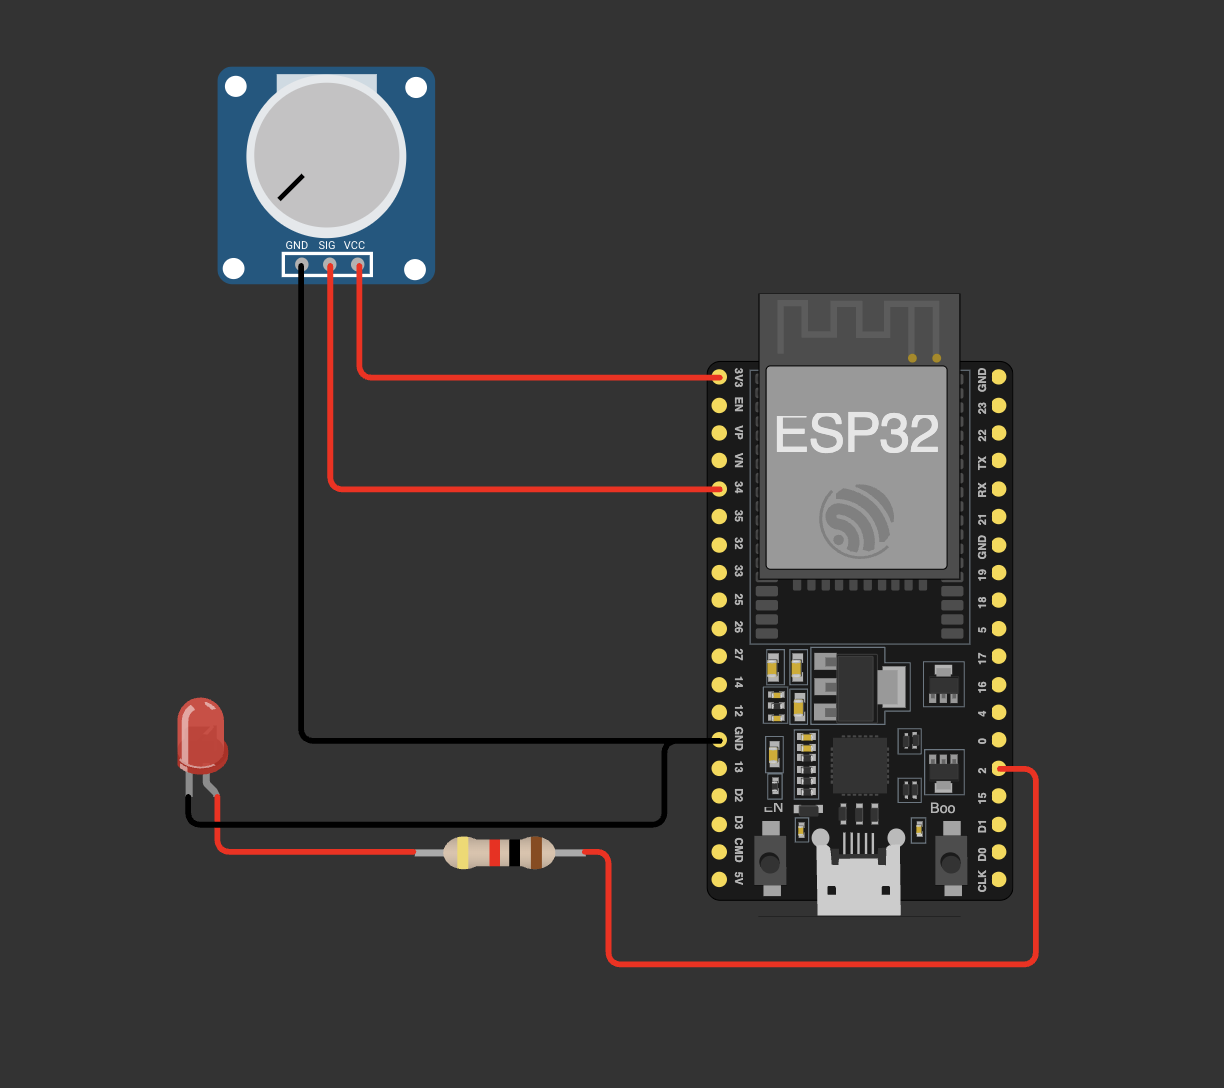 GND SIG VCC
ESP32
3V3
EN
VP
VN
34
35
32
33
25
26
27
14
12
GND
13
D2
D3
CMD
5V
GND
23
22
TX
RX
21
GND
19
18
5
17
16
4
0
2
15
D1
D0
CLK
EN
Boo